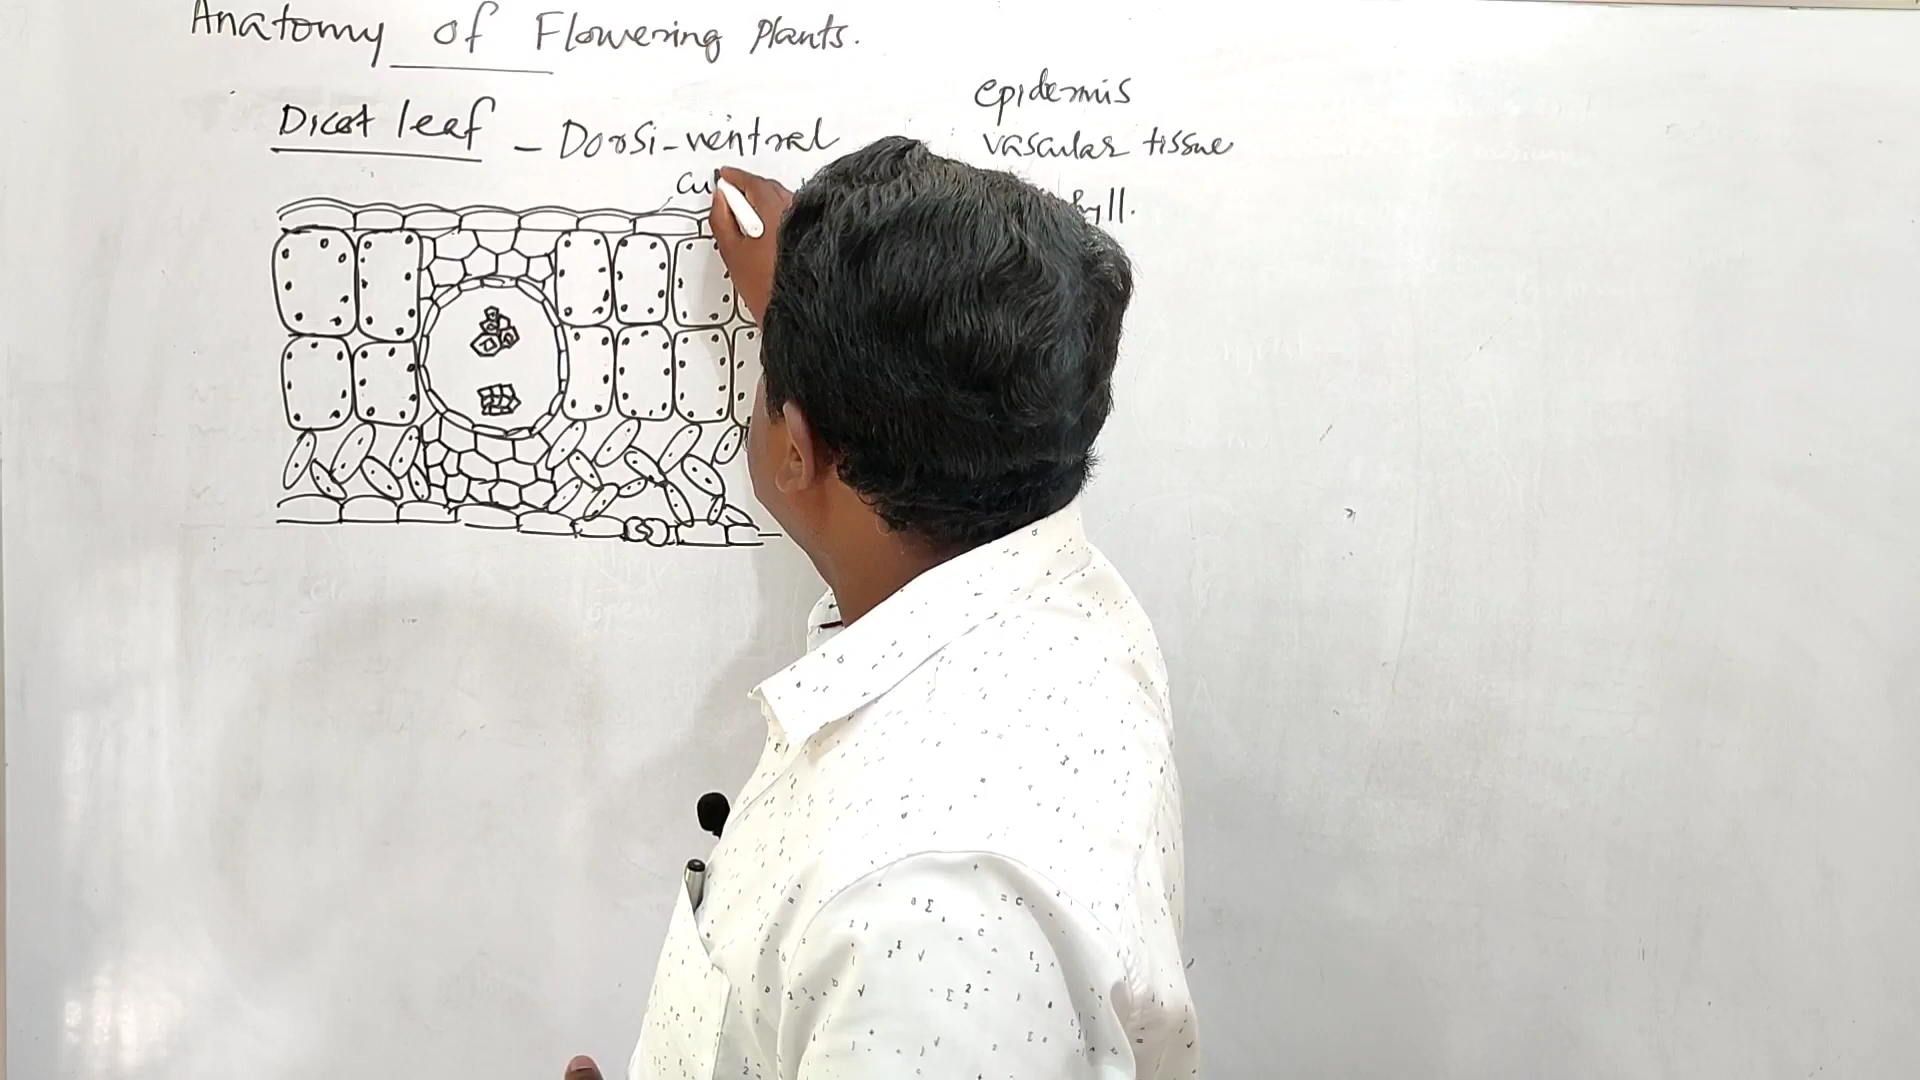 Anatomy of Flowering Plants.
Dicot leaf - Dorsi-ventral
epidermis
vascular tissue